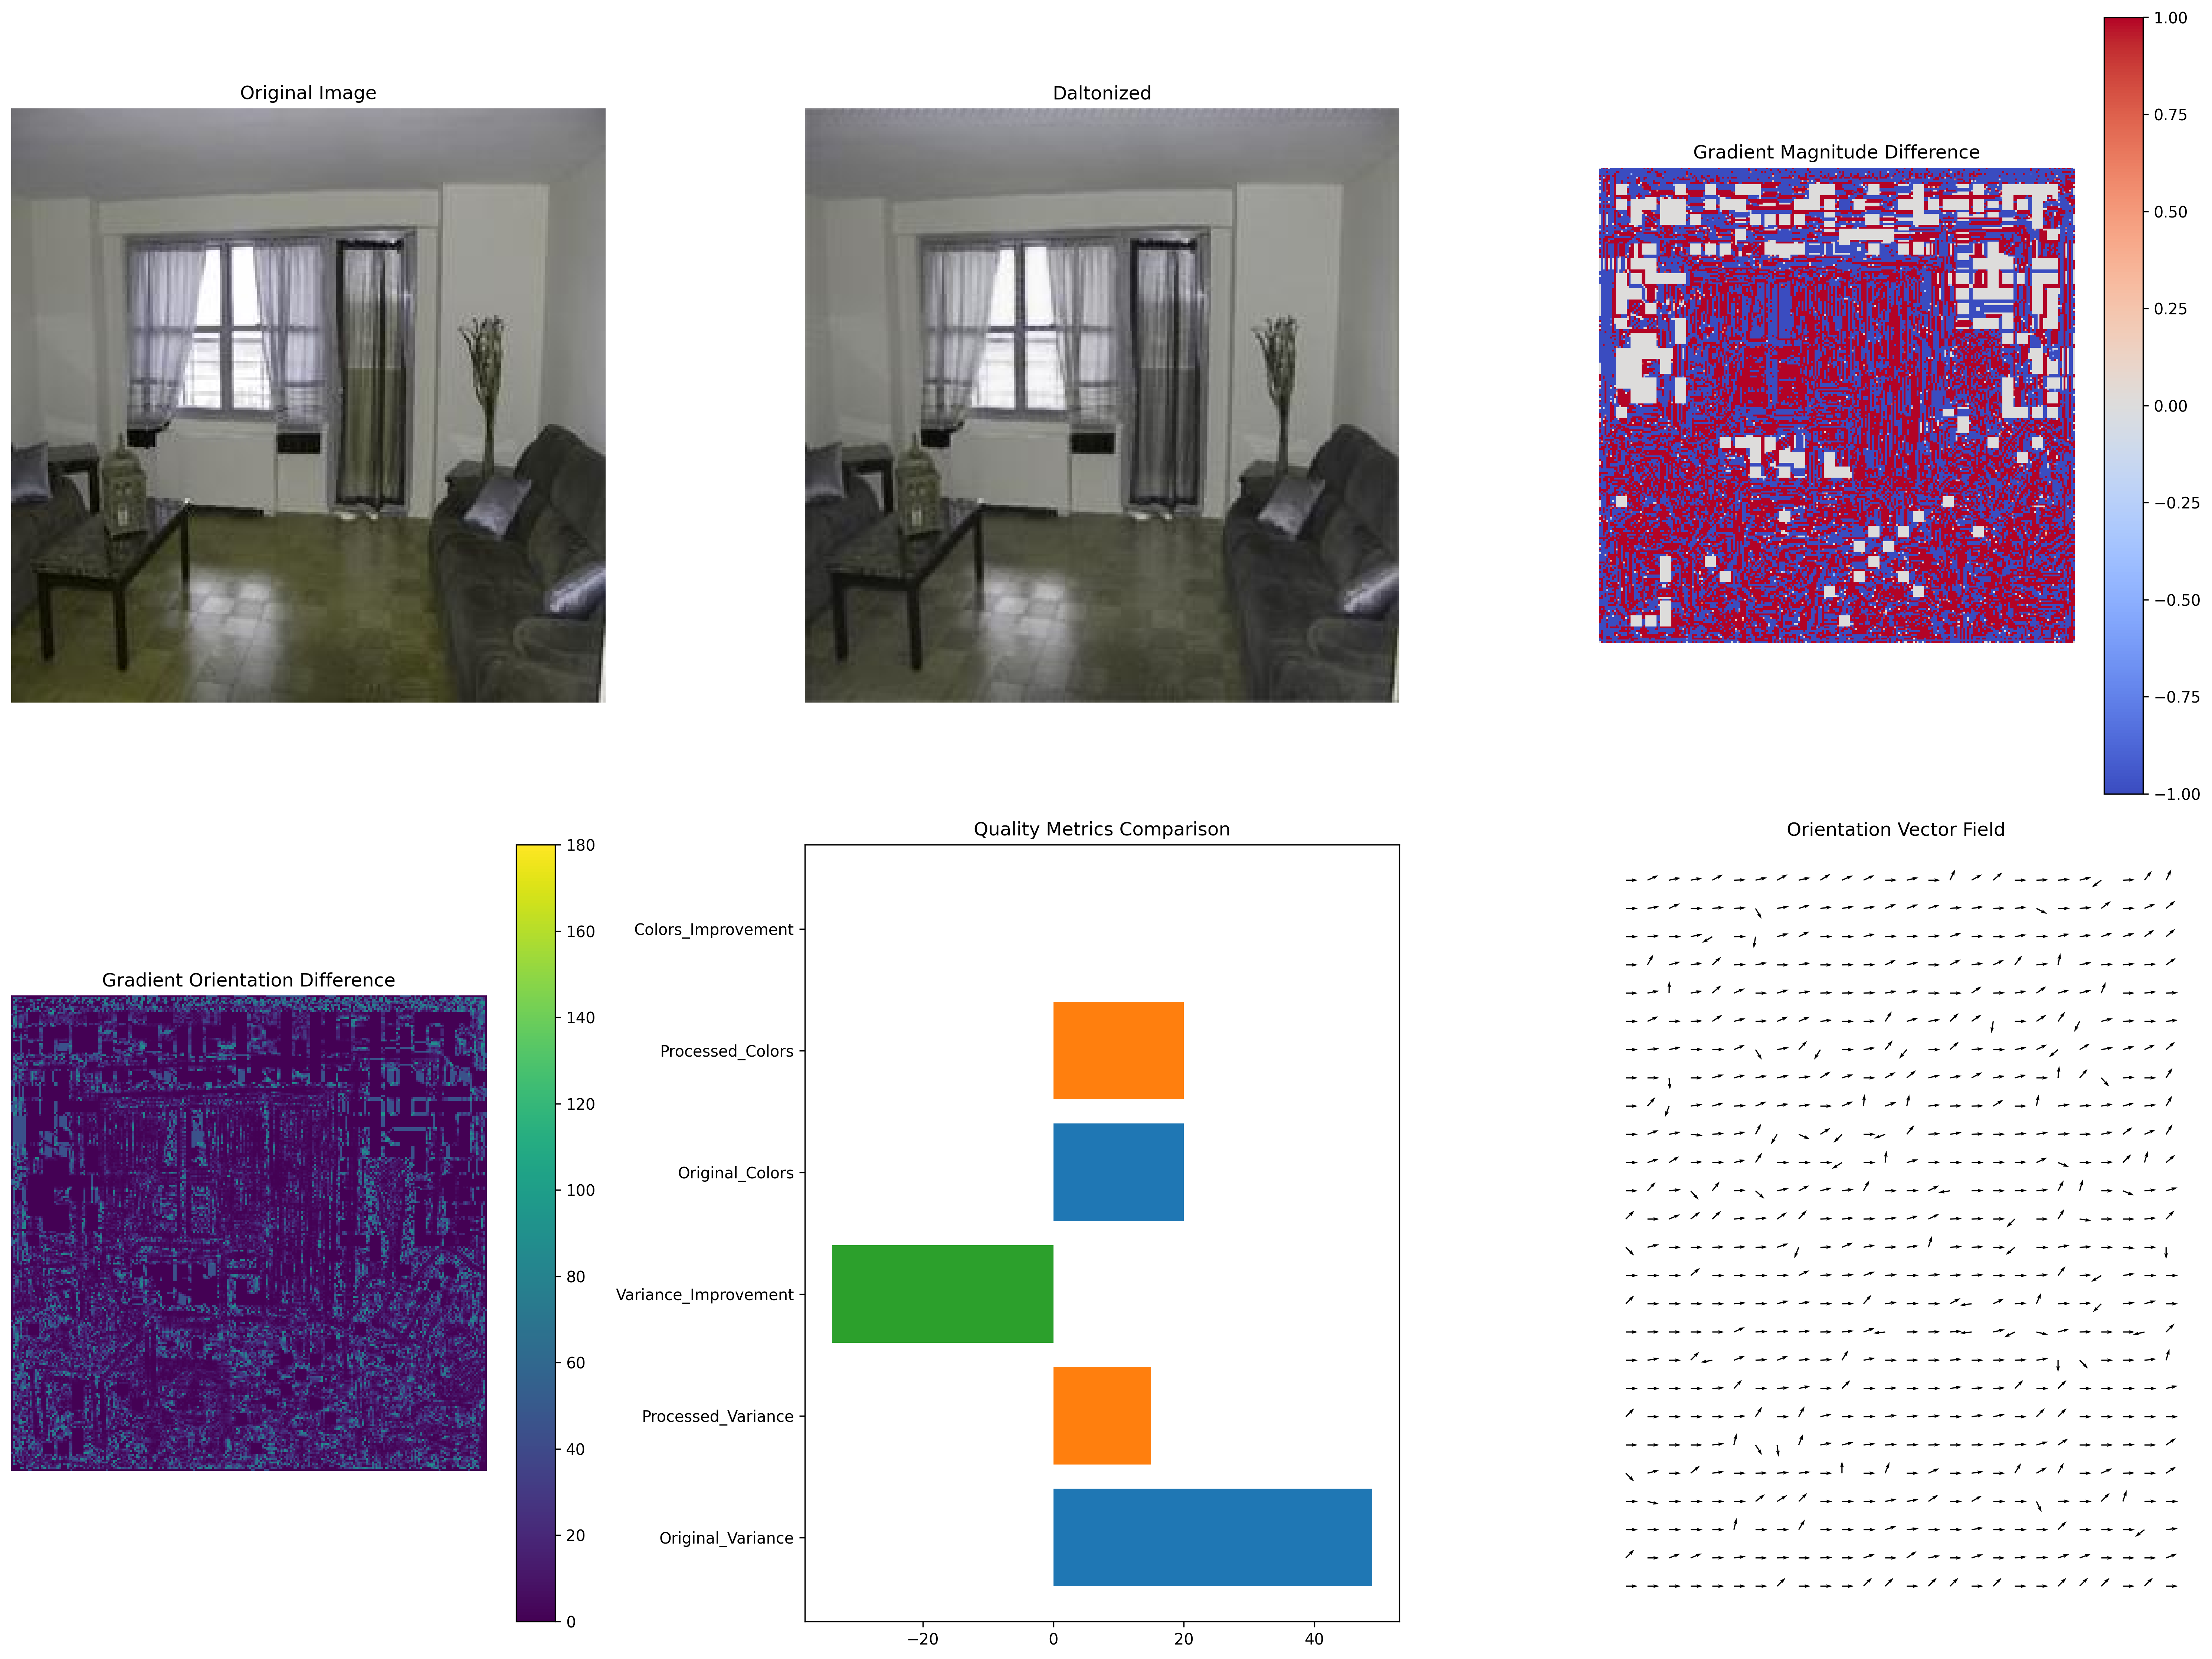 Original Image
Daltonized
Gradient Magnitude Difference
1.00
0.75
0.50
0.25
0.00
−0.25
−0.50
−0.75
−1.00
Gradient Orientation Difference
180
160
140
120
100
80
60
40
20
0
Quality Metrics Comparison
Colors_Improvement
Processed_Colors
Original_Colors
Variance_Improvement
Processed_Variance
Original_Variance
−20 0 20 40
Orientation Vector Field